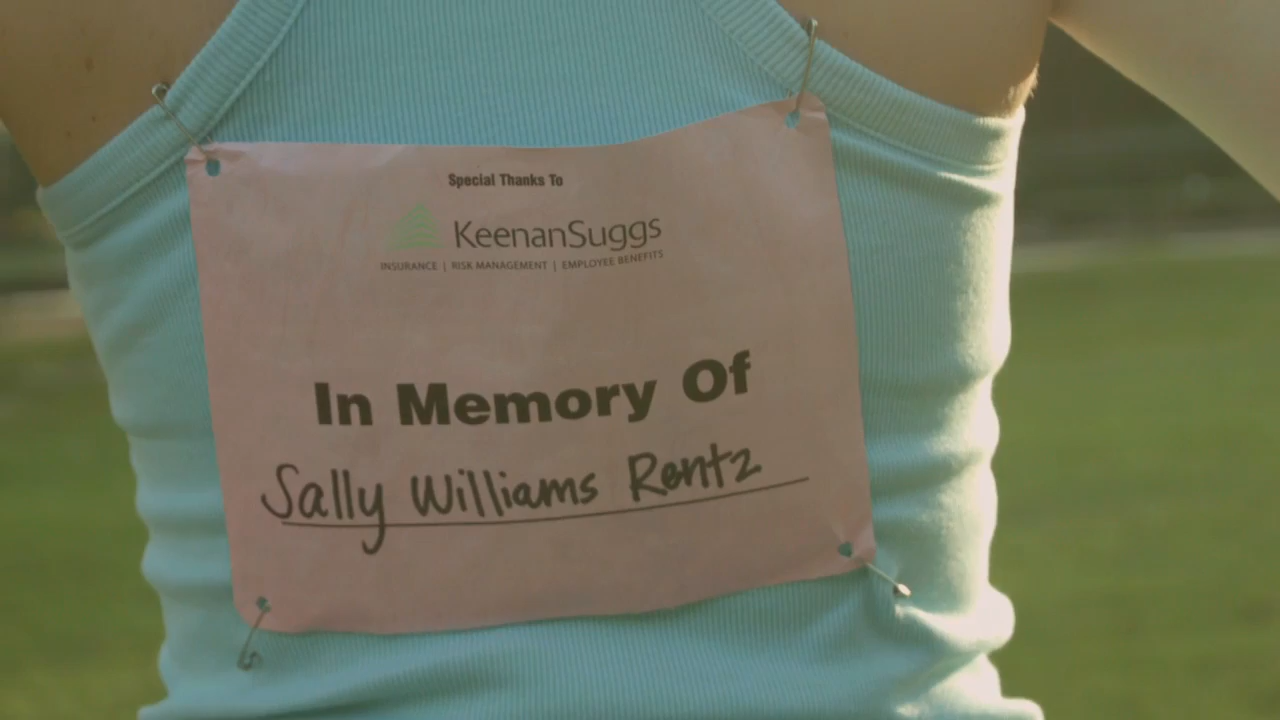 Special Thanks To
KeenanSuggs
INSURANCE | RISK MANAGEMENT | EMPLOYEE BENEFITS
In Memory Of
Sally Williams Rentz